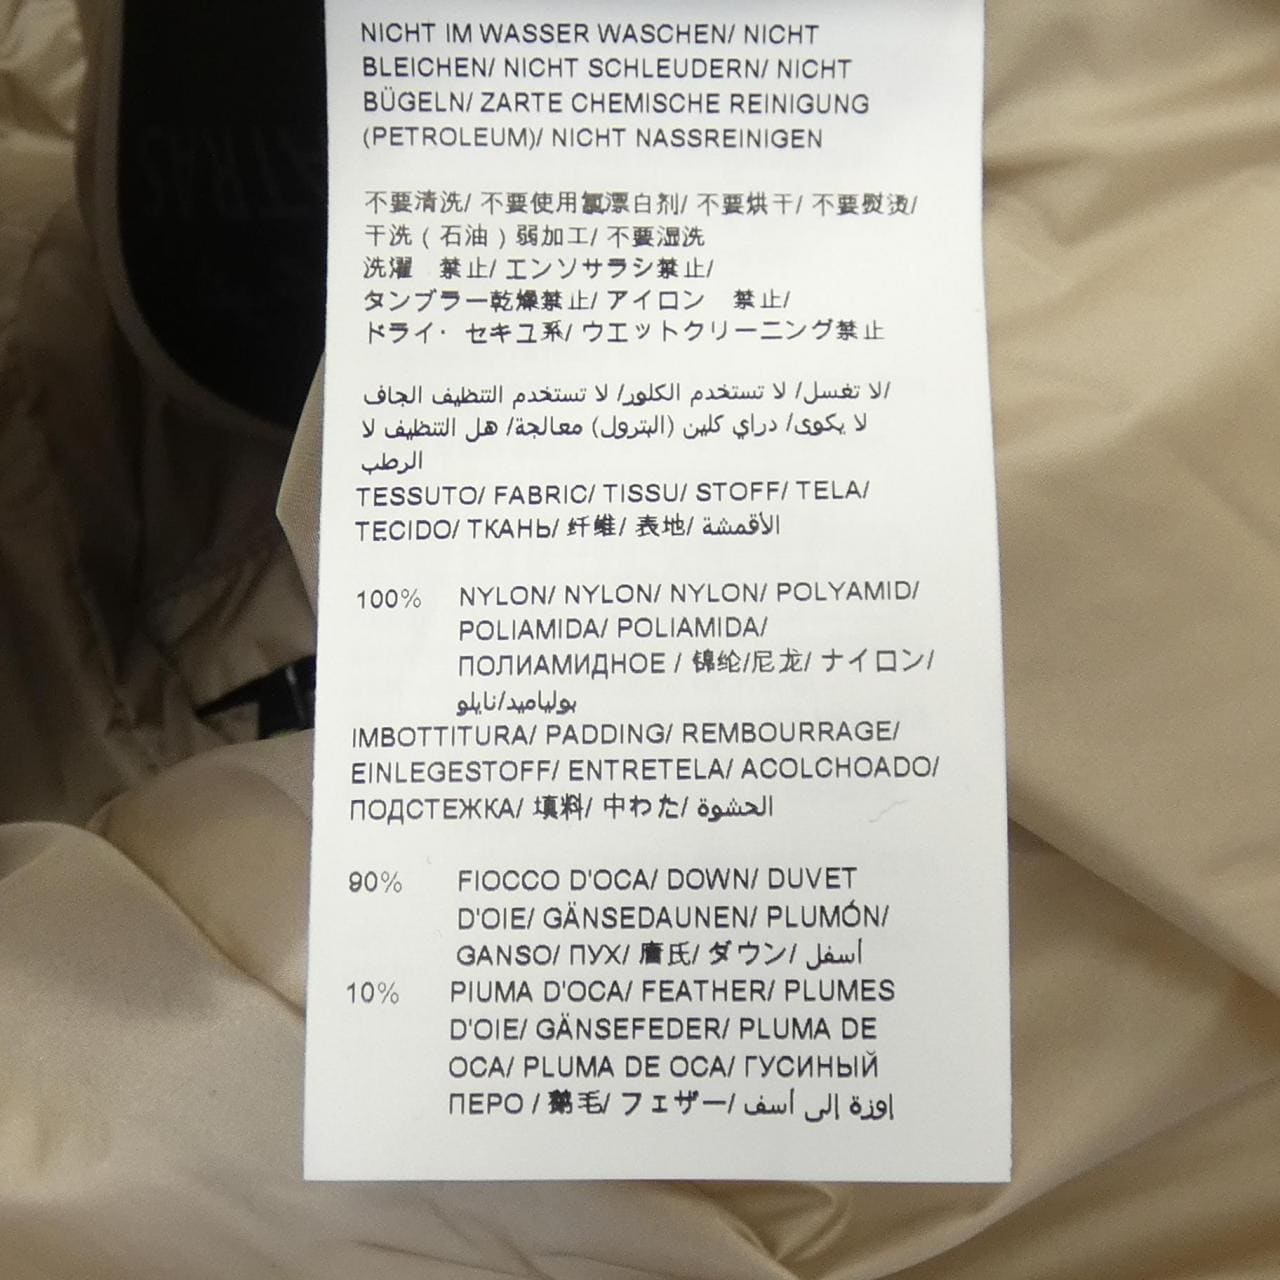 NICHT IM WASSER WASCHEN/ NICHT
BLEICHEN/ NICHT SCHLEUDERN/ NICHT
BÜGELN/ ZARTE CHEMISCHE REINIGUNG
(PETROLEUM)/ NICHT NASSREINIGEN
不要清洗/ 不要使用氯漂白剂/ 不要烘干/ 不要熨烫/
干洗 ( 石油 ) 弱加工/ 不要湿洗
洗濯 禁止/ エンソサラシ禁止/
タンブラー乾燥禁止/ アイロン 禁止/
ドライ· セキユ系/ ウエットクリーニング禁止
لا تغسل/ لا تستخدم الكلور/ لا تستخدم التنظيف الجاف/
لا يكوى/ دراي كلين (البترول) معالجة/ هل التنظيف لا
الرطب
TESSUTO/ FABRIC/ TISSU/ STOFF/ TELA/
TECIDO/ ТКАНЬ/ 纤维/ 表地/ الأقمشة
100% NYLON/ NYLON/ NYLON/ POLYAMID/
POLIAMIDA/ POLIAMIDA/
ПОЛИАМИДНОЕ / 锦纶/尼龙/ ナイロン/
بولياميد/نايلو
IMBOTTITURA/ PADDING/ REMBOURRAGE/
EINLEGESTOFF/ ENTRETELA/ ACOLCHOADO/
ПОДСТЕЖКА/ 填料/ 中わた/ الحشوة
90% FIOCCO D'OCA/ DOWN/ DUVET
D'OIE/ GÄNSEDAUNEN/ PLUMÓN/
GANSO/ ПУХ/ 氏/ ダウン/ أسفل
10% PIUMA D'OCA/ FEATHER/ PLUMES
D'OIE/ GÄNSEFEDER/ PLUMA DE
OCA/ PLUMA DE OCA/ ГУСИНЫЙ
ПЕРО / 鹅毛/ フェザー/ إوزة إلى أسف